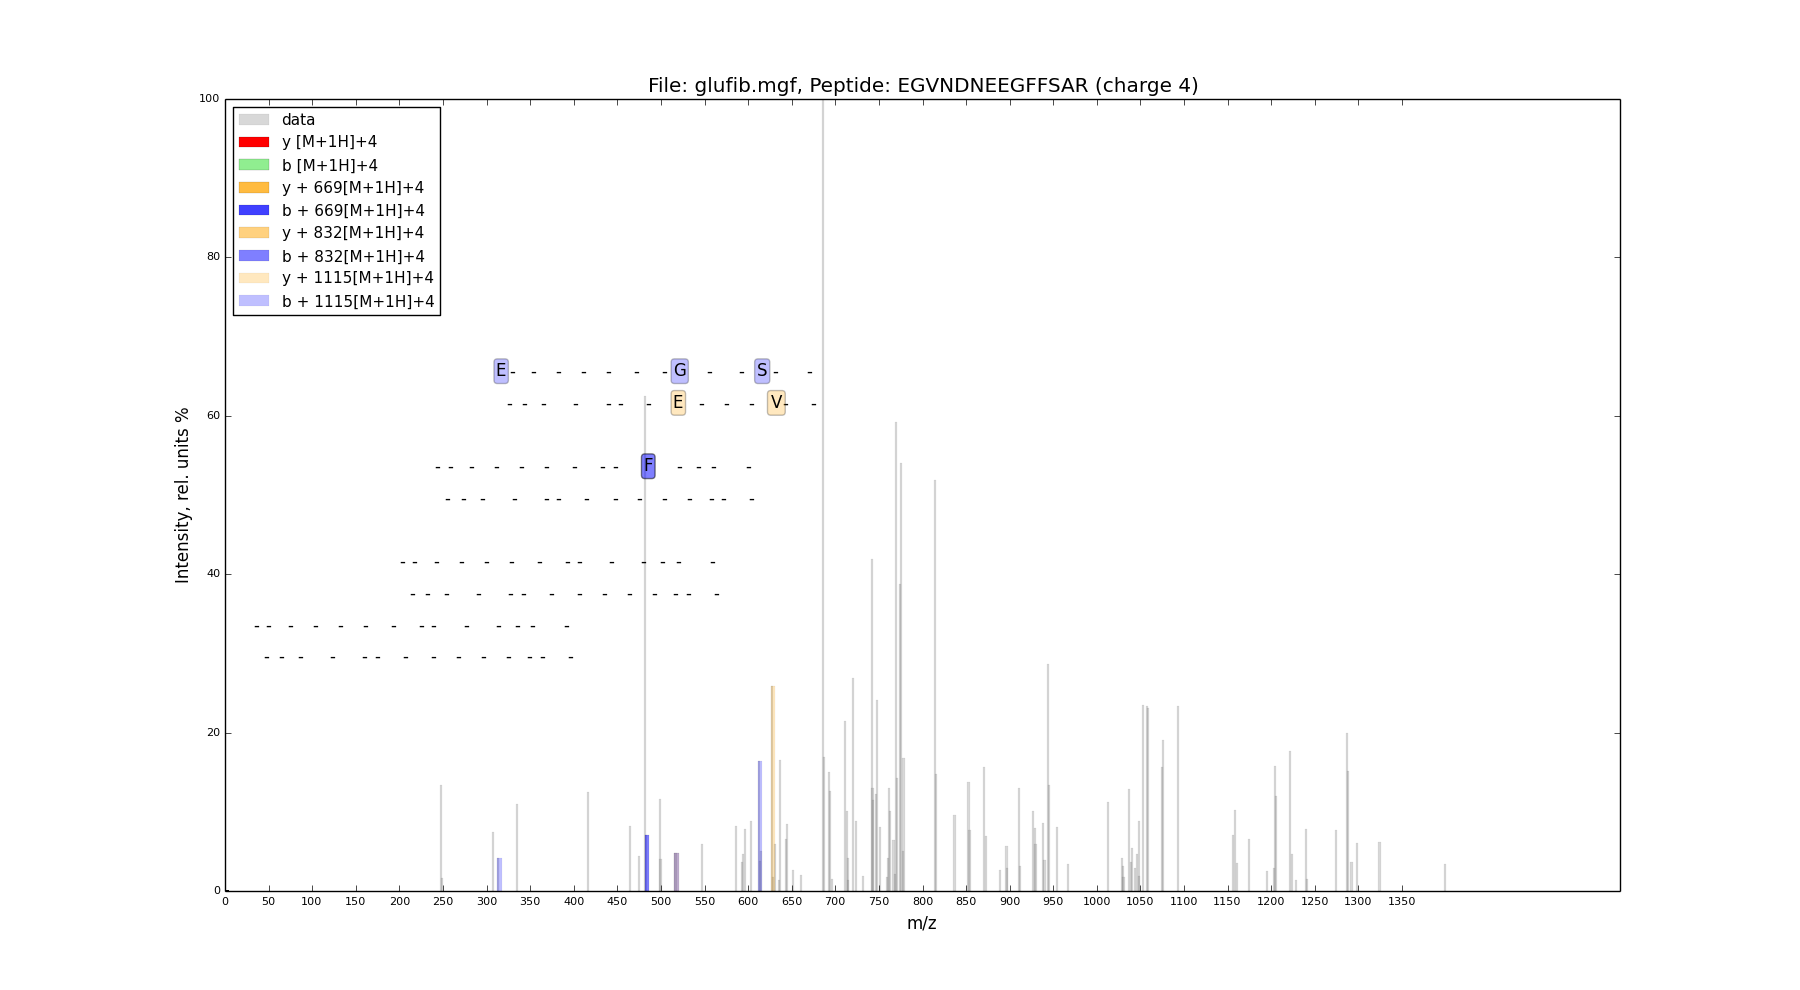 File: glufib.mgf, Peptide: EGVNDNEEGFFSAR (charge 4)
100
data
y [M+1H]+4
b [M+1H]+4
y + 669[M+1H]+4
b + 669[M+1H]+4
y + 832[M+1H]+4
b + 832[M+1H]+4
y + 1115[M+1H]+4
b + 1115[M+1H]+4
80
E - - - - - - - G - - S - -
- - - - - - - E - - - V - -
60
- - - - - - - - - F - - - -
- - - - - - - - - - - - - -
40
- - - - - - - - - - - - - -
- - - - - - - - - - - - - -
- - - - - - - - - - - - - -
- - - - - - - - - - - - - -
20
0
Intensity, rel. units %
0 50 100 150 200 250 300 350 400 450 500 550 600 650 700 750 800 850 900 950 1000 1050 1100 1150 1200 1250 1300 1350
m/z